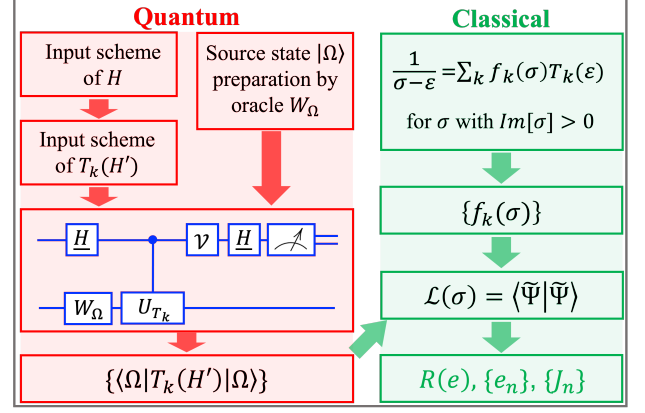 Quantum
Input scheme
of H
Source state |Ω⟩
preparation by
oracle W_Ω
Input scheme
of T_k(H′)
H
𝒱
H
W_Ω
U_{T_k}
{⟨Ω|T_k(H′)|Ω⟩}
Classical
1/(σ−ε) =∑_k f_k(σ)T_k(ε)
for σ with Im[σ] > 0
{f_k(σ)}
ℒ(σ) = ⟨Ψ̃|Ψ̃⟩
R(e), {e_n}, {J_n}